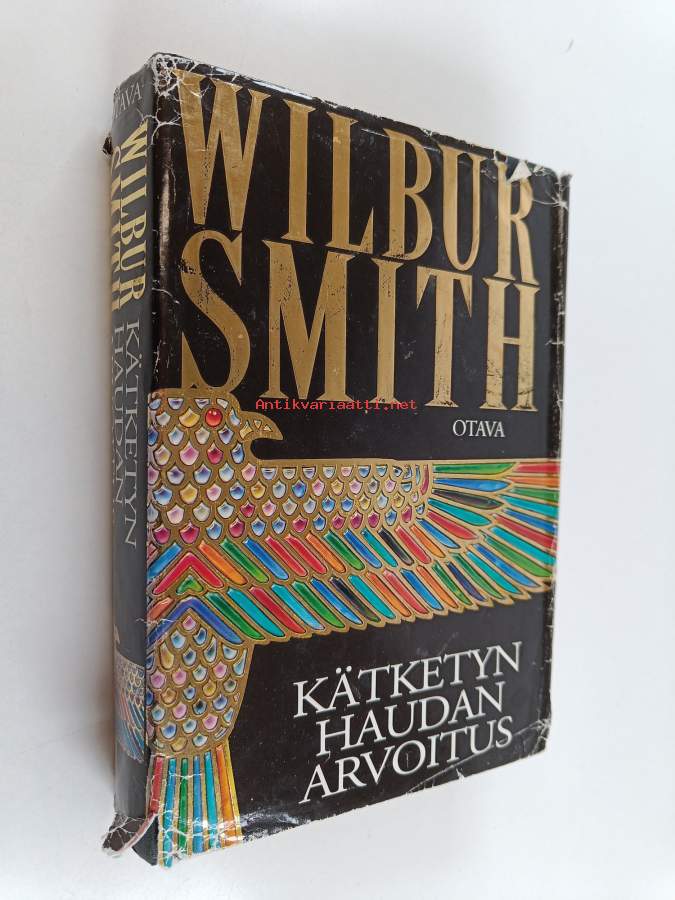 WILBUR
SMITH
Antikvariaatti.net
OTAVA
KÄTKETYN
HAUDAN
ARVOITUS
OTAVA
WILBUR
SMITH
KÄTKETYN
HAUDAN